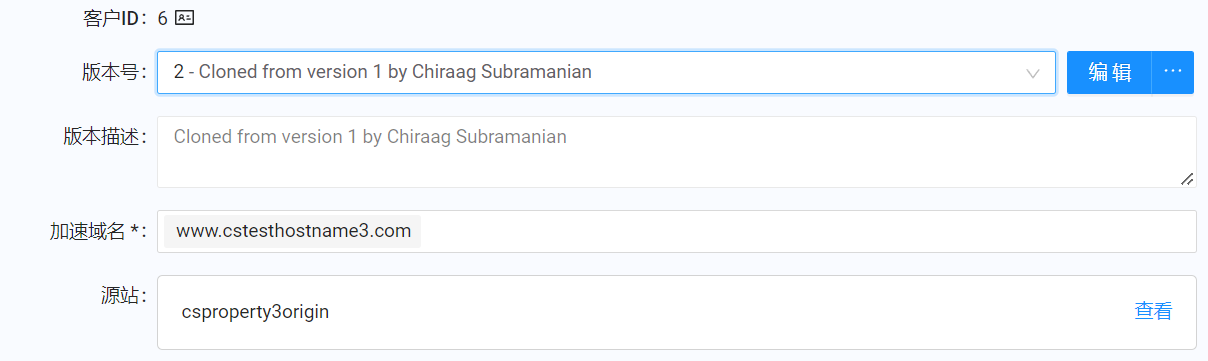 客户ID： 6
版本号： 2 - Cloned from version 1 by Chiraag Subramanian 编辑 ···
版本描述： Cloned from version 1 by Chiraag Subramanian
加速域名 *： www.cstesthostname3.com
源站： csproperty3origin 查看